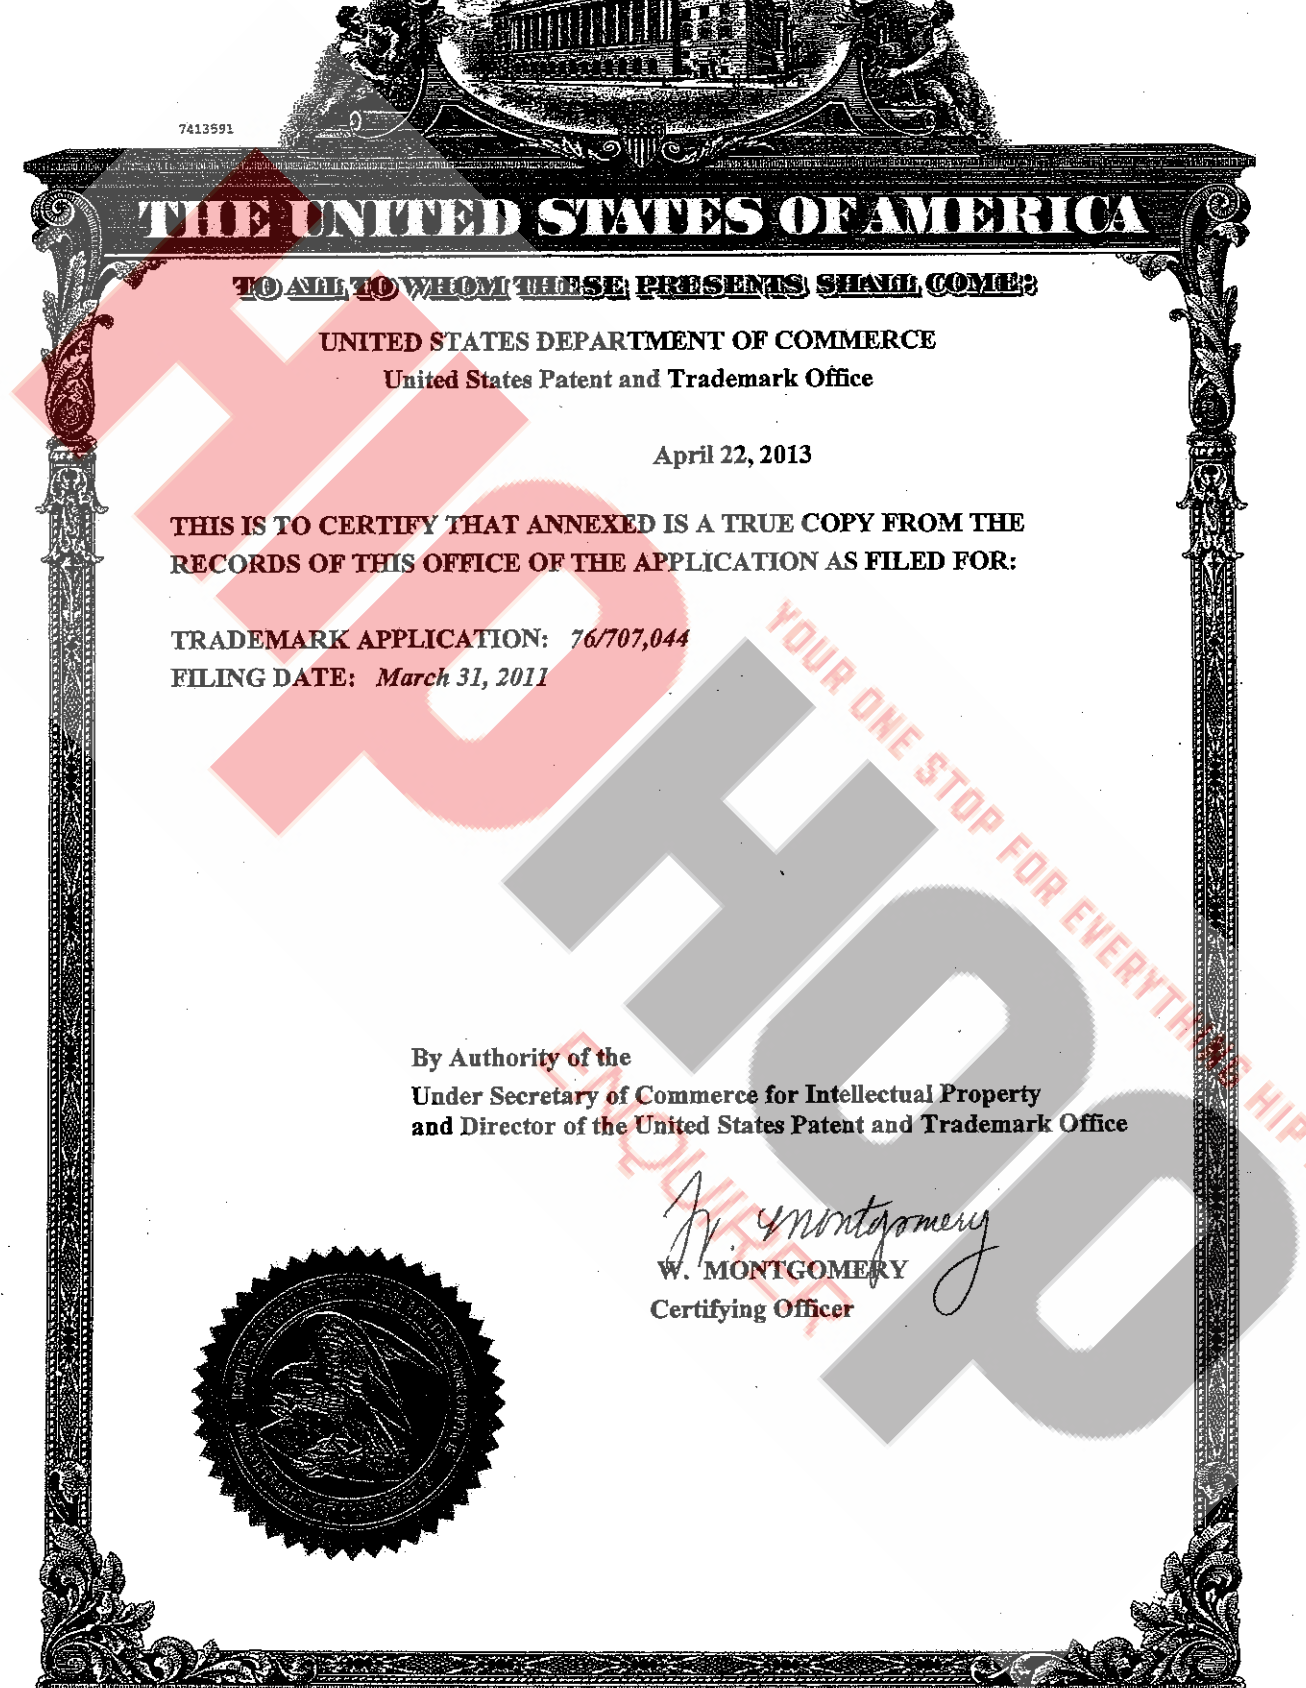 7413591
THE UNITED STATES OF AMERICA
TO ALL TO WHOM THESE PRESENTS SHALL COME:
UNITED STATES DEPARTMENT OF COMMERCE
United States Patent and Trademark Office
April 22, 2013
THIS IS TO CERTIFY THAT ANNEXED IS A TRUE COPY FROM THE
RECORDS OF THIS OFFICE OF THE APPLICATION AS FILED FOR:
TRADEMARK APPLICATION: 76/707,044
FILING DATE: March 31, 2011
HIPHOP
YOUR ONE STOP FOR EVERYTHING HIP
ENQUIRER
By Authority of the
Under Secretary of Commerce for Intellectual Property
and Director of the United States Patent and Trademark Office
W. Montgomery
W. MONTGOMERY
Certifying Officer